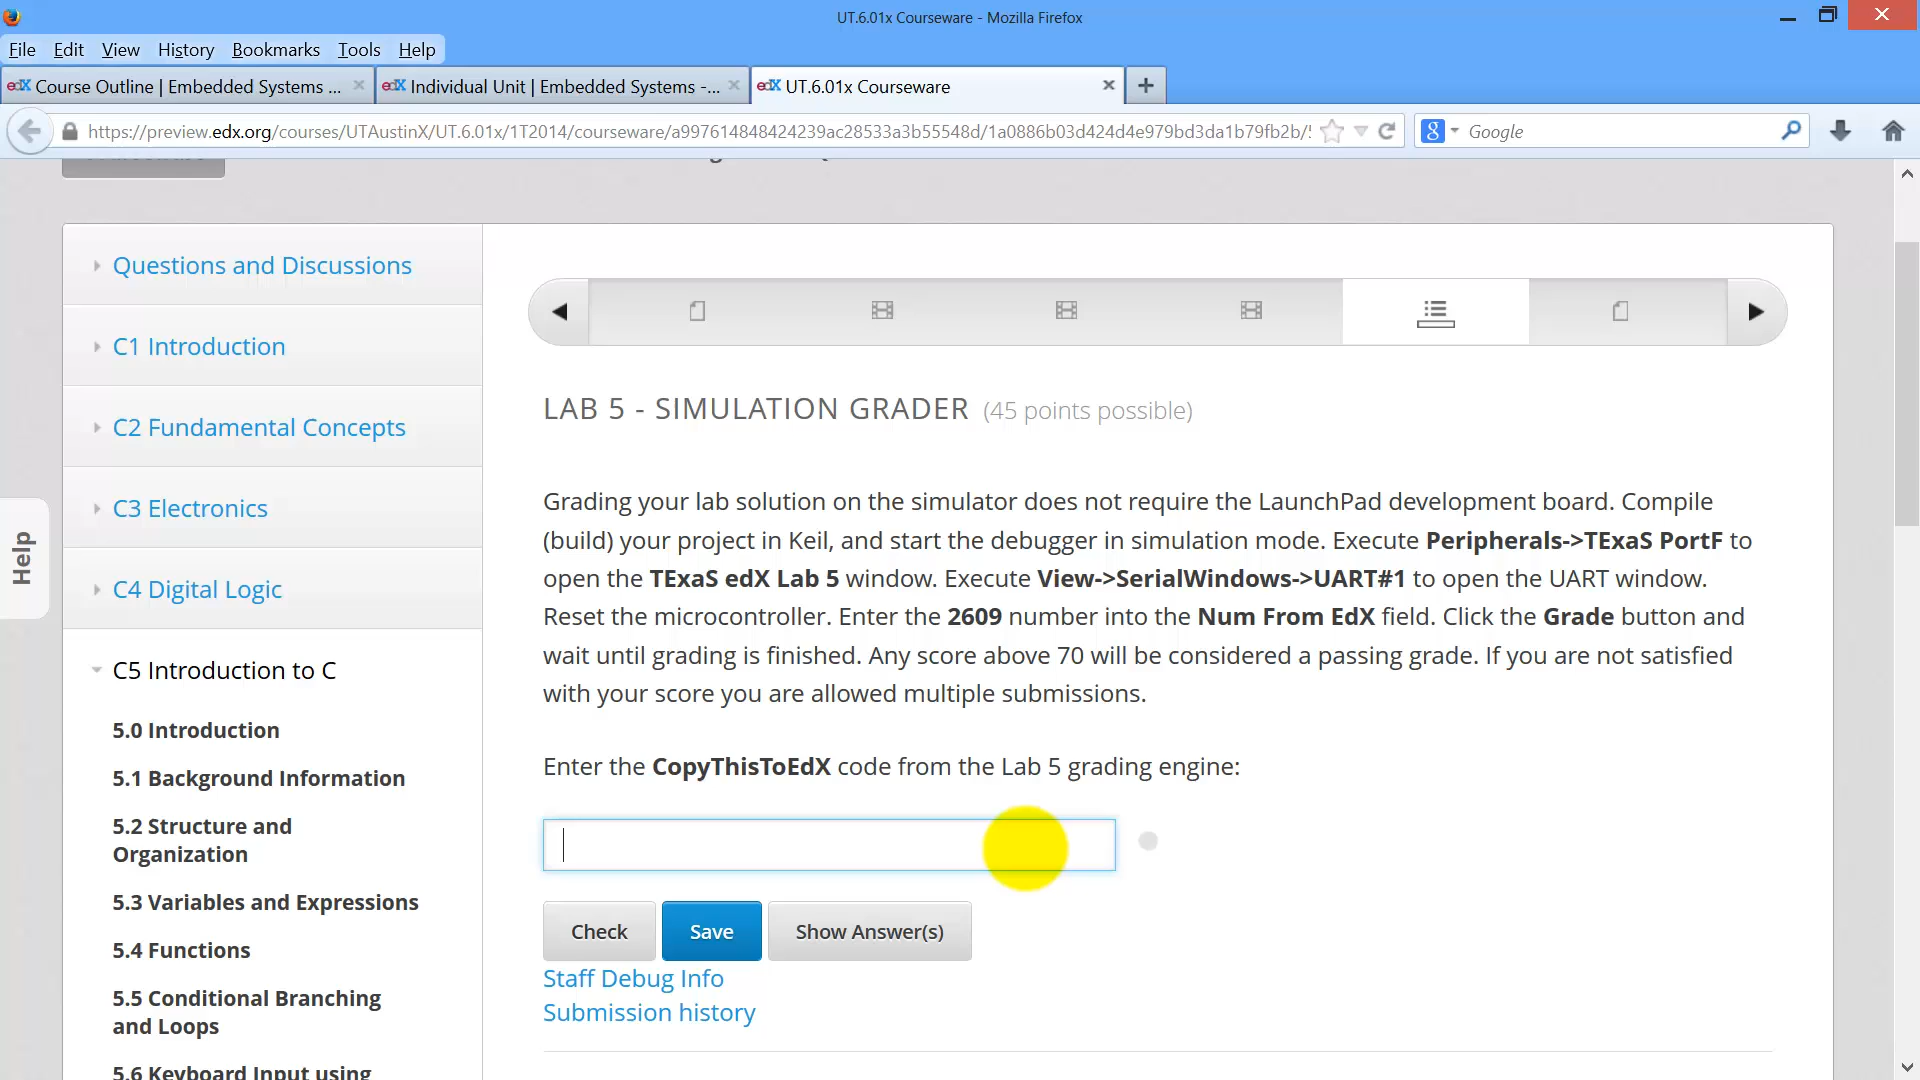 UT.6.01x Courseware - Mozilla Firefox
File Edit View History Bookmarks Tools Help
edX Course Outline | Embedded Systems ...
edX Individual Unit | Embedded Systems -...
edX UT.6.01x Courseware
https://preview.edx.org/courses/UTAustinX/UT.6.01x/1T2014/courseware/a997614848424239ac28533a3b55548d/1a0886b03d424d4e979bd3da1b79fb2b/
8 Google
Help
Questions and Discussions
C1 Introduction
C2 Fundamental Concepts
C3 Electronics
C4 Digital Logic
C5 Introduction to C
5.0 Introduction
5.1 Background Information
5.2 Structure and
Organization
5.3 Variables and Expressions
5.4 Functions
5.5 Conditional Branching
and Loops
5.6 Keyboard Input using
LAB 5 - SIMULATION GRADER (45 points possible)
Grading your lab solution on the simulator does not require the LaunchPad development board. Compile
(build) your project in Keil, and start the debugger in simulation mode. Execute Peripherals->TExaS PortF to
open the TExaS edX Lab 5 window. Execute View->SerialWindows->UART#1 to open the UART window.
Reset the microcontroller. Enter the 2609 number into the Num From EdX field. Click the Grade button and
wait until grading is finished. Any score above 70 will be considered a passing grade. If you are not satisfied
with your score you are allowed multiple submissions.
Enter the CopyThisToEdX code from the Lab 5 grading engine:
Check Save Show Answer(s)
Staff Debug Info
Submission history